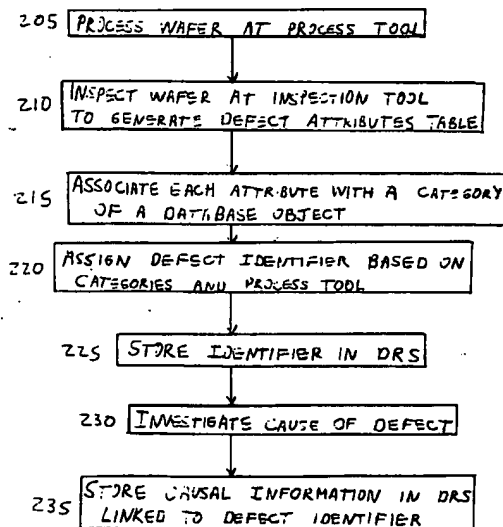 205 PROCESS WAFER AT PROCESS TOOL
210 INSPECT WAFER AT INSPECTION TOOL
TO GENERATE DEFECT ATTRIBUTES TABLE
215 ASSOCIATE EACH ATTRIBUTE WITH A CATEGORY
OF A DATABASE OBJECT
220 ASSIGN DEFECT IDENTIFIER BASED ON
CATEGORIES AND PROCESS TOOL
225 STORE IDENTIFIER IN DRS
230 INVESTIGATE CAUSE OF DEFECT
235 STORE CAUSAL INFORMATION IN DRS
LINKED TO DEFECT IDENTIFIER